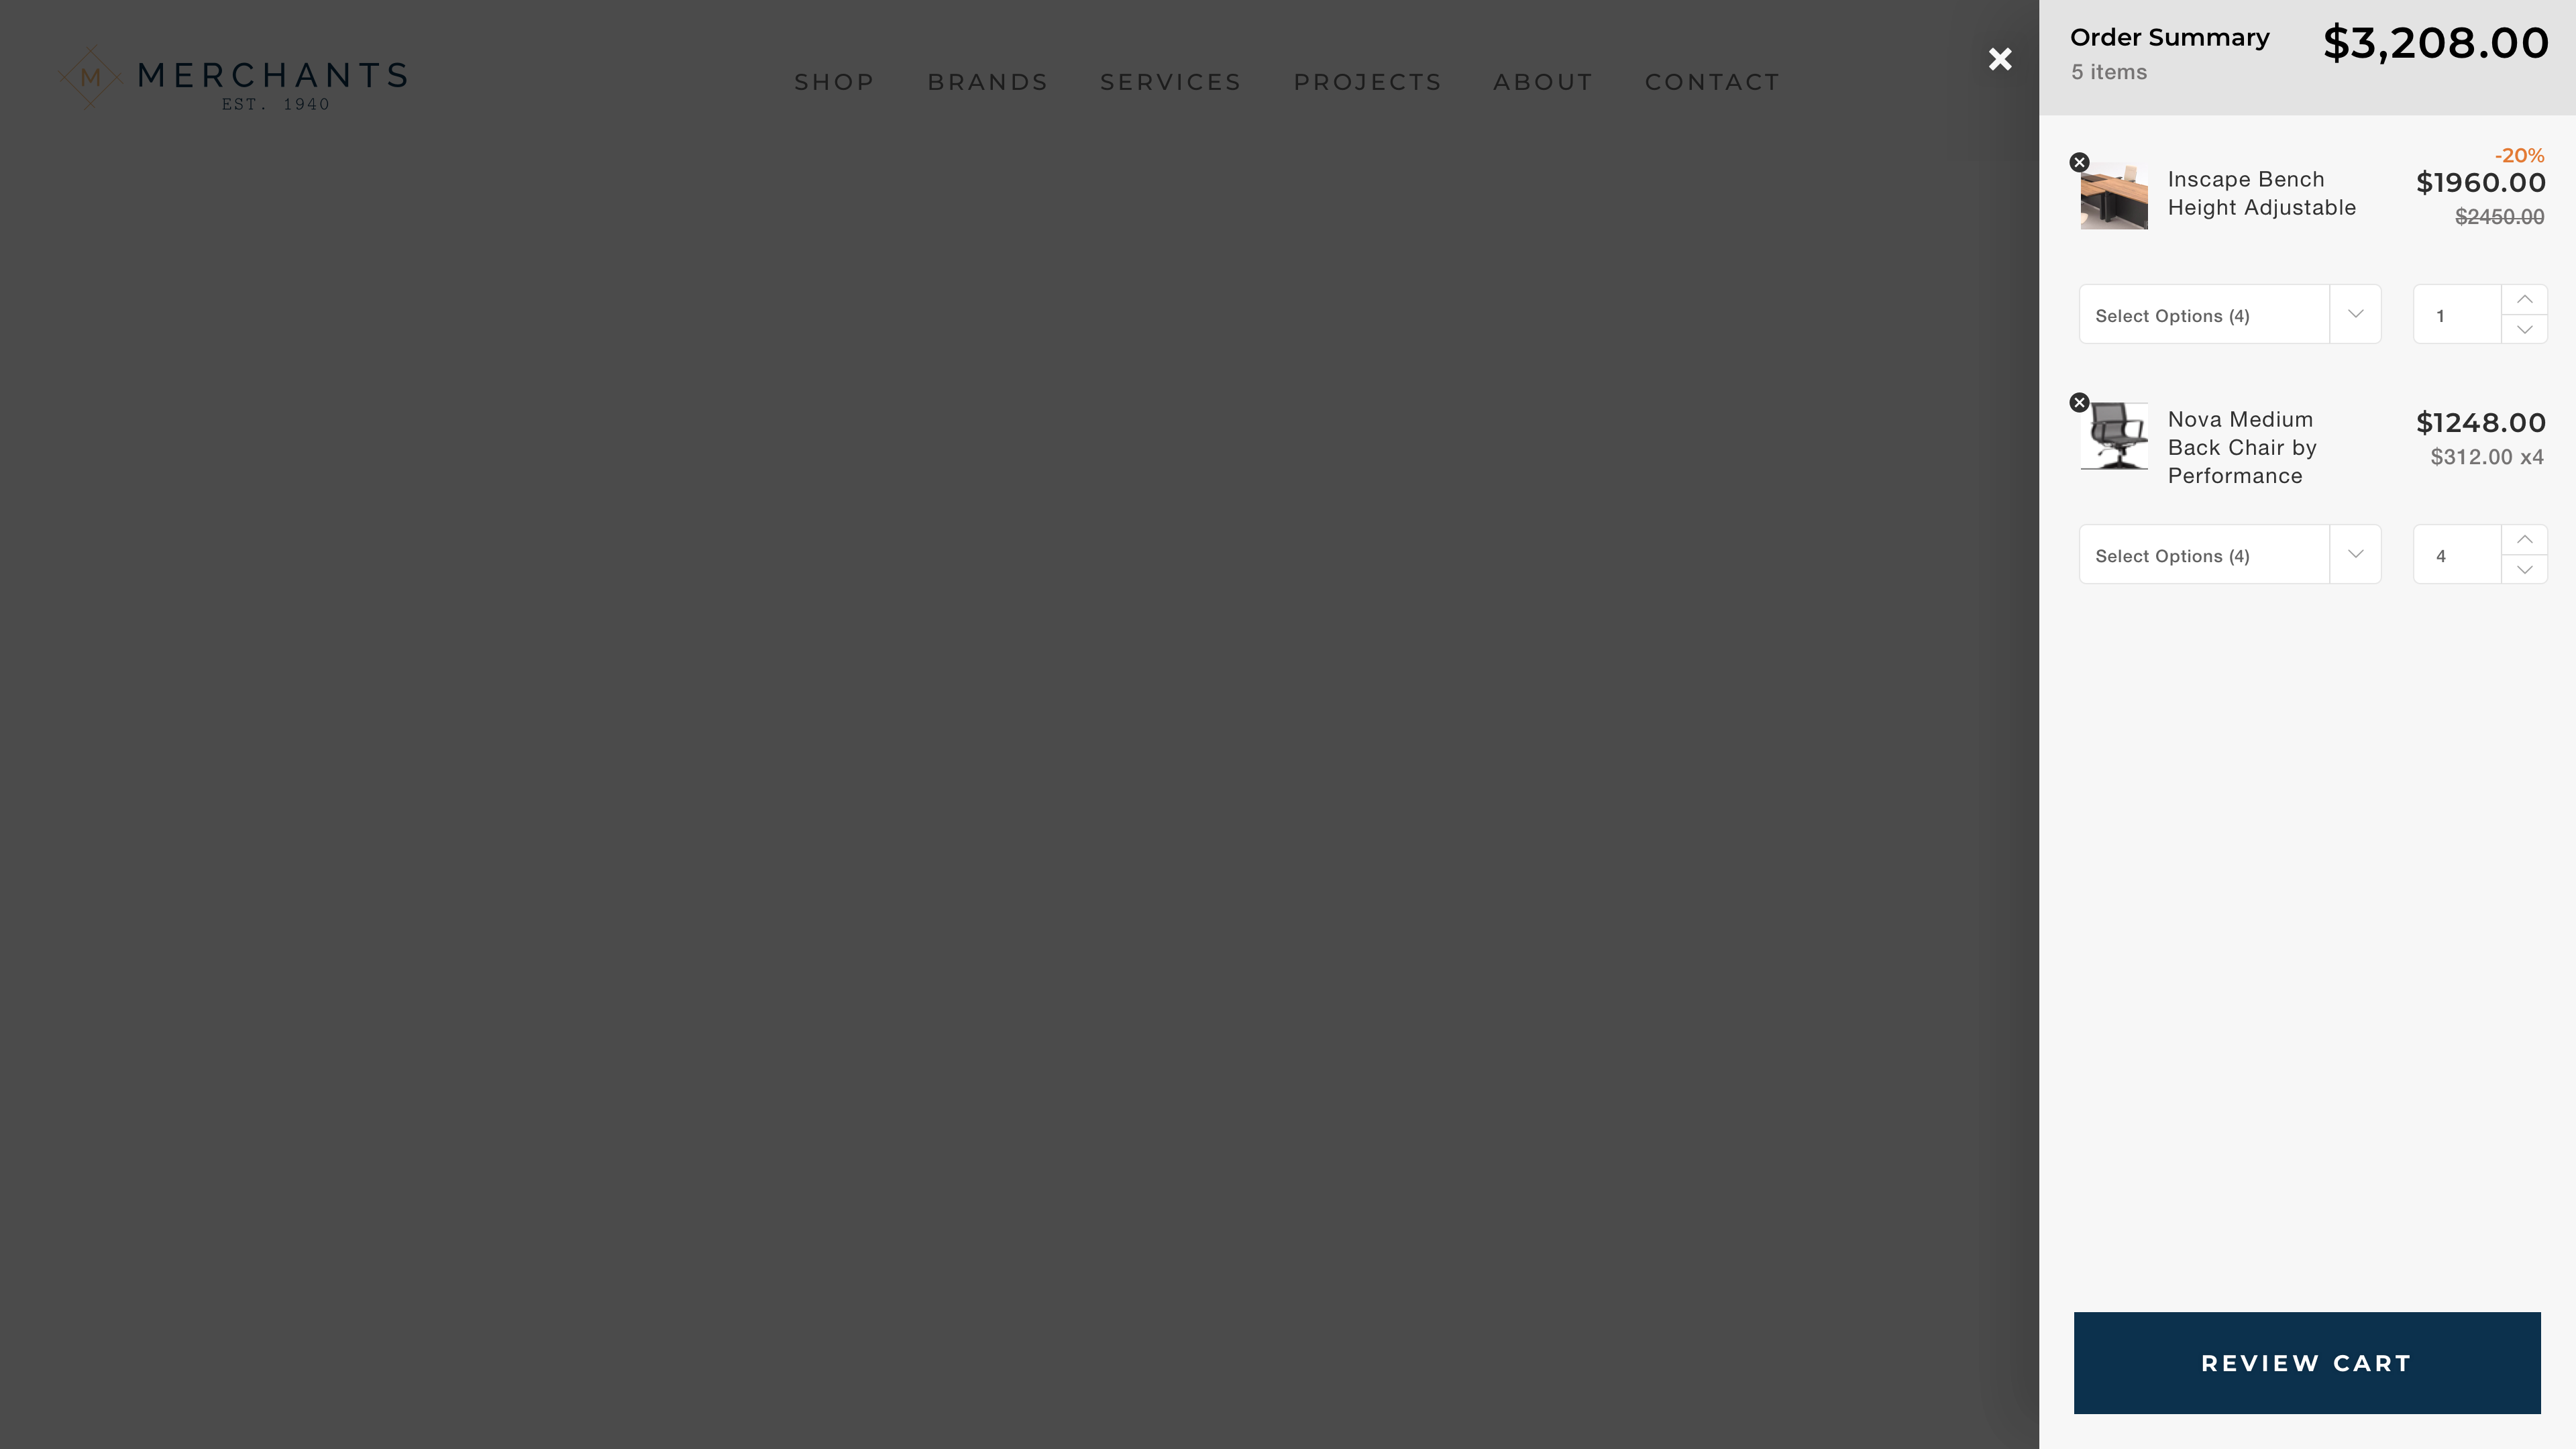 M MERCHANTS
EST. 1940
SHOP BRANDS SERVICES PROJECTS ABOUT CONTACT
Order Summary $3,208.00
5 items
-20%
Inscape Bench $1960.00
Height Adjustable $2450.00
Select Options (4) 1
Nova Medium $1248.00
Back Chair by $312.00 x4
Performance
Select Options (4) 4
REVIEW CART